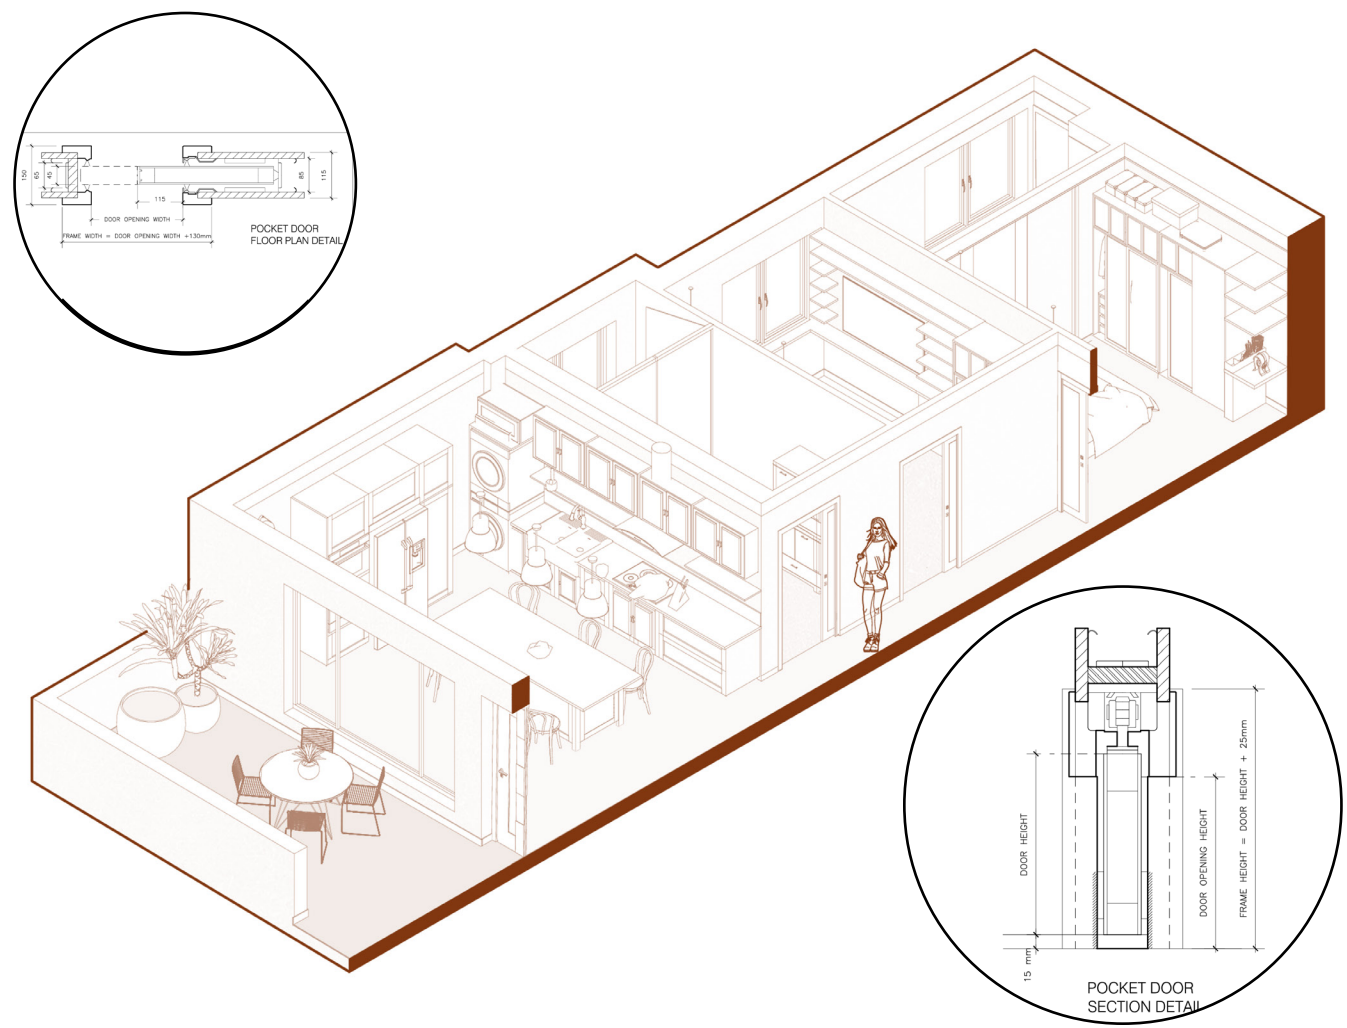 150
65
45
115
85
115
DOOR OPENING WIDTH
FRAME WIDTH = DOOR OPENING WIDTH +130mm
POCKET DOOR
FLOOR PLAN DETAIL
DOOR HEIGHT
DOOR OPENING HEIGHT
FRAME HEIGHT = DOOR HEIGHT + 25mm
15 mm
POCKET DOOR
SECTION DETAIL